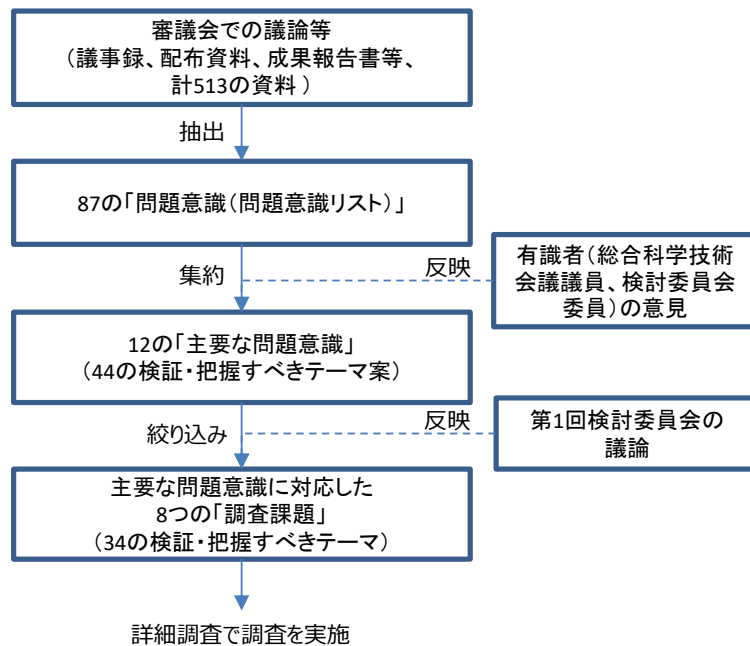 審議会での議論等
（議事録、配布資料、成果報告書等、
計513の資料 ）
抽出
87の「問題意識（問題意識リスト）」
集約
反映
有識者（総合科学技術
会議議員、検討委員会
委員）の意見
12の「主要な問題意識」
（44の検証・把握すべきテーマ案）
絞り込み
反映
第1回検討委員会の
議論
主要な問題意識に対応した
8つの「調査課題」
（34の検証・把握すべきテーマ）
詳細調査で調査を実施